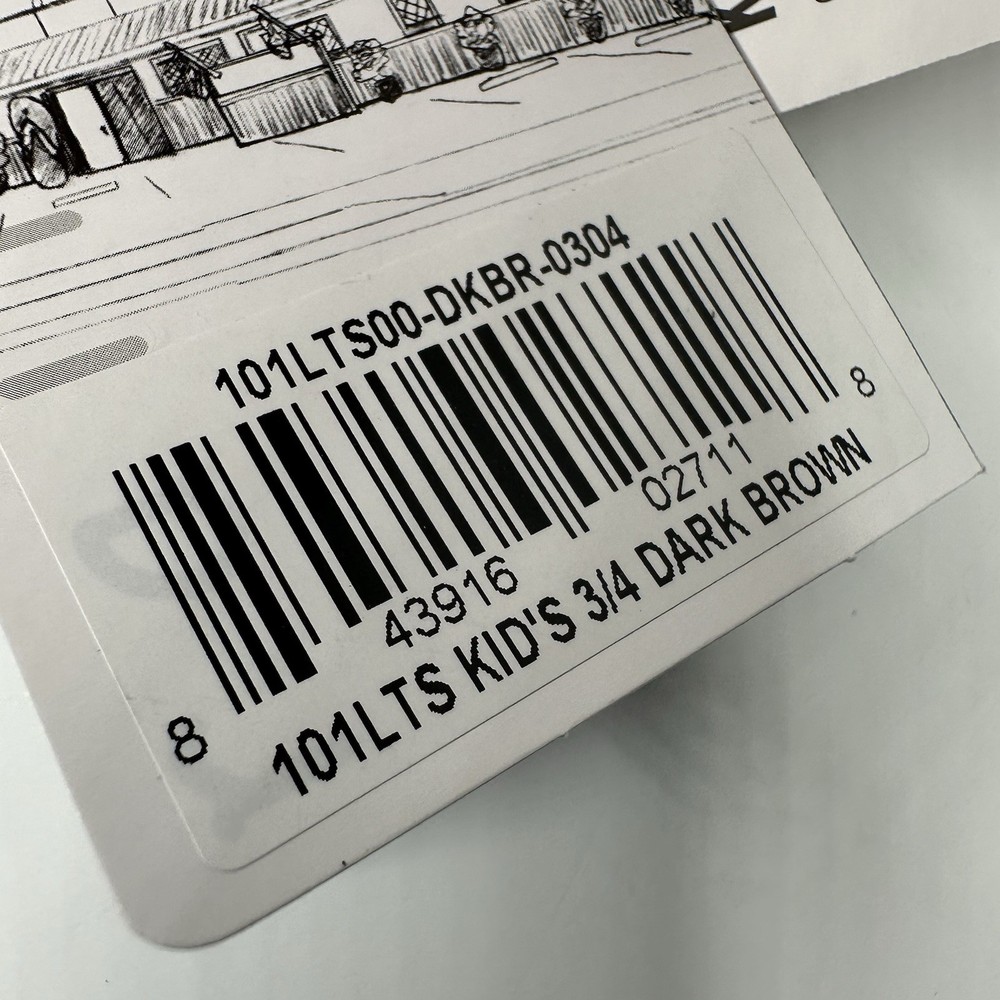 101LTS00-DKBR-0304
8 43916 02711 8
101LTS KID'S 3/4 DARK BROWN